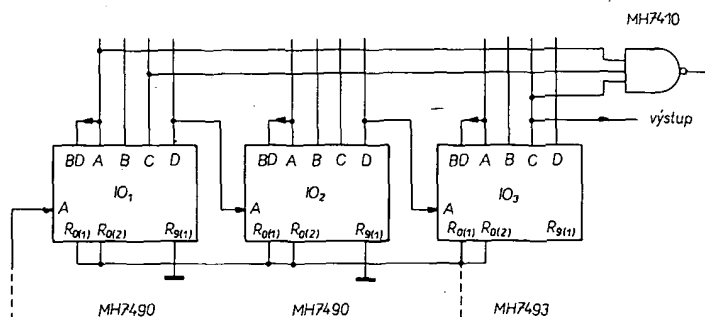 MH7410
výstup
BD A B C D
BD A B C D
BD A B C D
IO1
IO2
IO3
A
A
A
R0(1) R0(2) R9(1)
R0(1) R0(2) R9(1)
R0(1) R0(2) R9(1)
MH7490
MH7490
MH7493